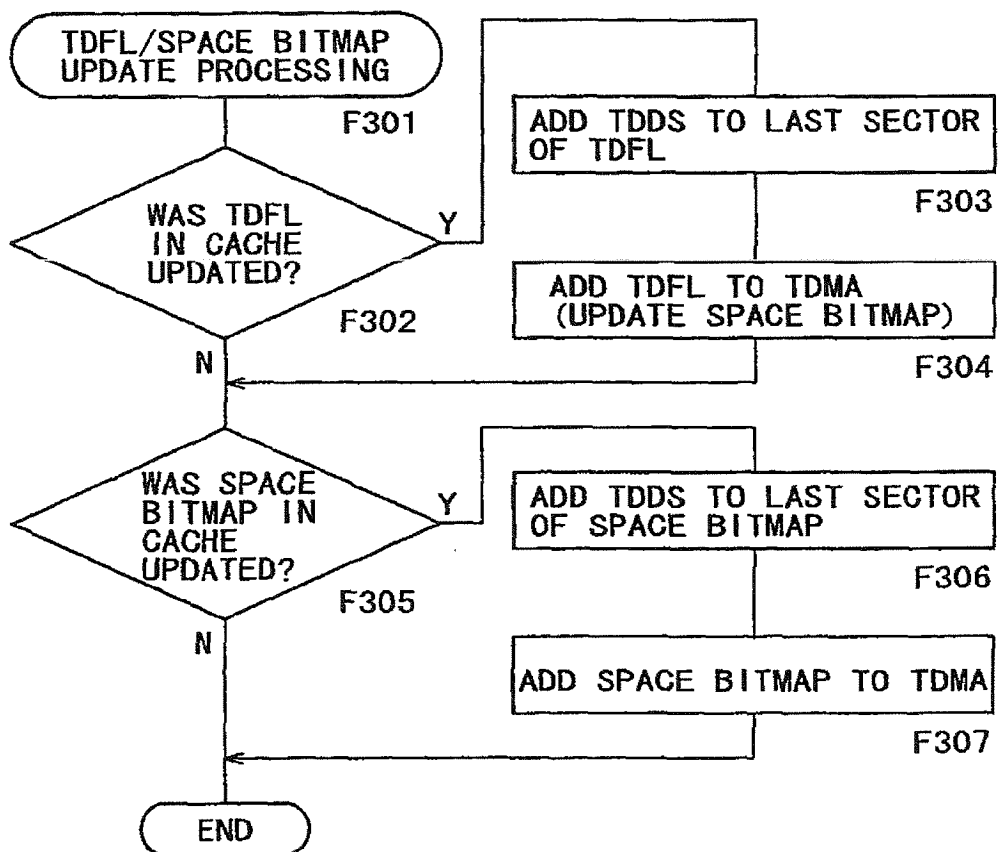 TDFL/SPACE BITMAP
UPDATE PROCESSING
F301
WAS TDFL
IN CACHE
UPDATED?
Y
F302
N
ADD TDDS TO LAST SECTOR
OF TDFL
F303
ADD TDFL TO TDMA
(UPDATE SPACE BITMAP)
F304
WAS SPACE
BITMAP IN
CACHE
UPDATED?
Y
F305
N
ADD TDDS TO LAST SECTOR
OF SPACE BITMAP
F306
ADD SPACE BITMAP TO TDMA
F307
END